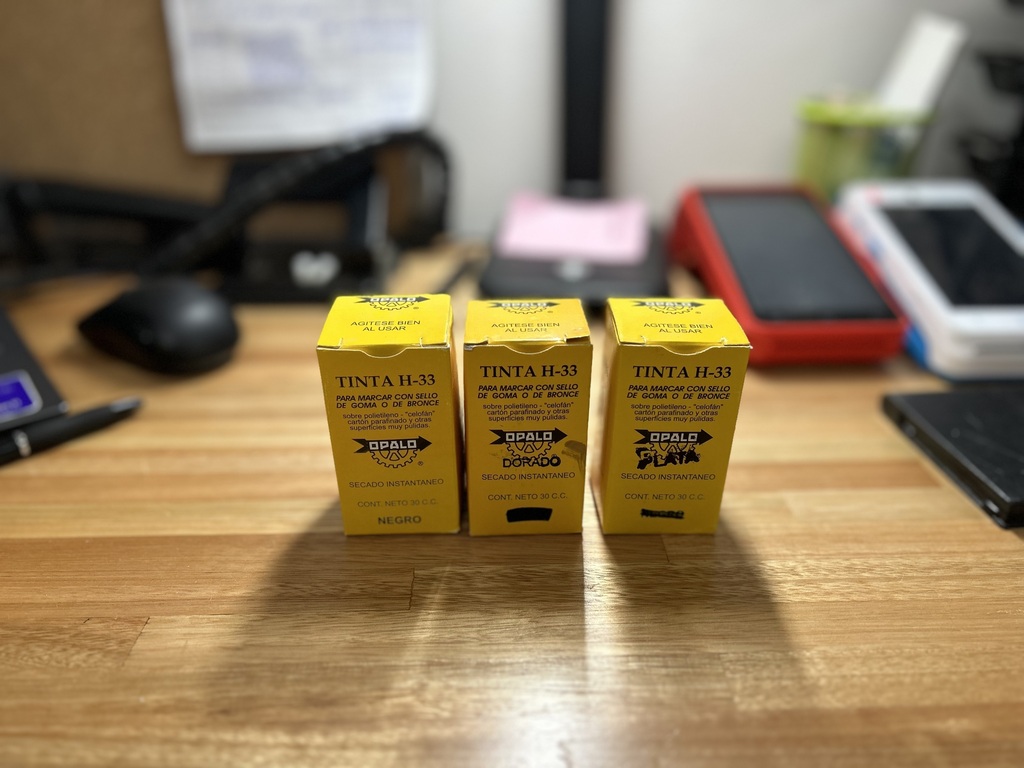 OPALO
AGITESE BIEN
AL USAR
TINTA H-33
PARA MARCAR CON SELLO
DE GOMA O DE BRONCE
sobre polietileno - "celofán"
cartón parafinado y otras
superficies muy pulidas.
OPALO
®
SECADO INSTANTANEO
CONT. NETO 30 C.C.
NEGRO
OPALO
AGITESE BIEN
AL USAR
TINTA H-33
PARA MARCAR CON SELLO
DE GOMA O DE BRONCE
sobre polietileno - "celofán"
cartón parafinado y otras
superficies muy pulidas.
OPALO
DORADO
SECADO INSTANTANEO
CONT. NETO 30 C.C.
OPALO
AGITESE BIEN
AL USAR
TINTA H-33
PARA MARCAR CON SELLO
DE GOMA O DE BRONCE
sobre polietileno - "celofán"
cartón parafinado y otras
superficies muy pulidas.
OPALO
PLATA
SECADO INSTANTANEO
CONT. NETO 30 C.C.